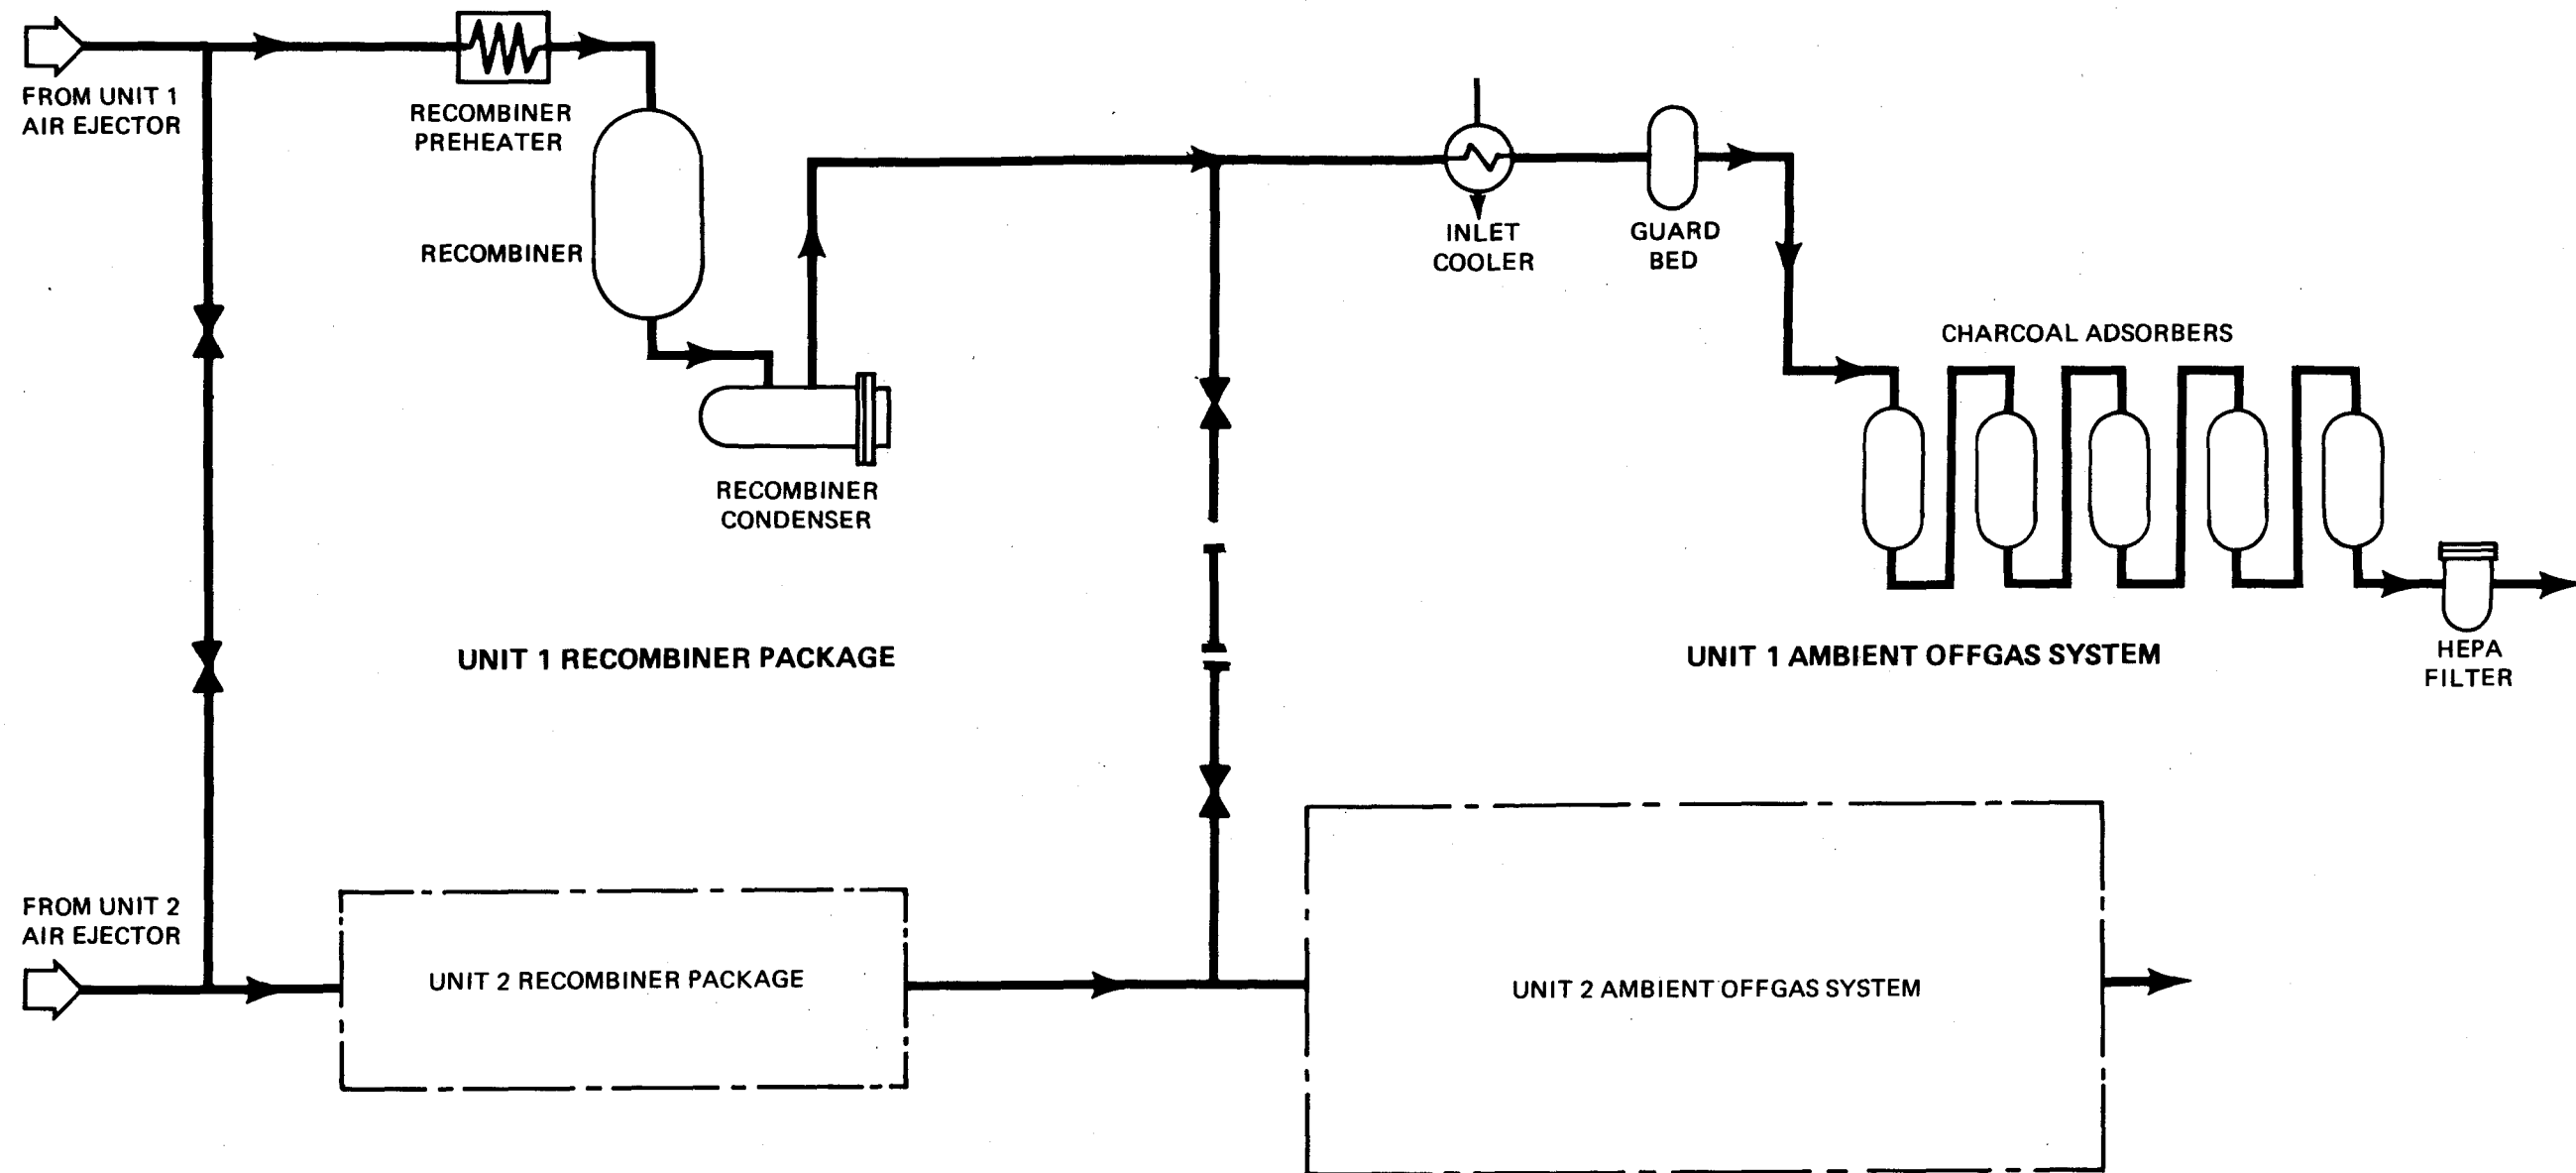 FROM UNIT 1
AIR EJECTOR
RECOMBINER
PREHEATER
RECOMBINER
RECOMBINER
CONDENSER
INLET
COOLER
GUARD
BED
CHARCOAL ADSORBERS
UNIT 1 RECOMBINER PACKAGE
UNIT 1 AMBIENT OFFGAS SYSTEM
HEPA
FILTER
FROM UNIT 2
AIR EJECTOR
UNIT 2 RECOMBINER PACKAGE
UNIT 2 AMBIENT OFFGAS SYSTEM